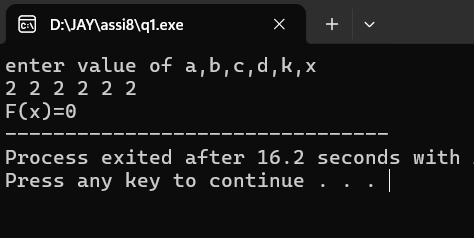 D:\JAY\assi8\q1.exe
enter value of a,b,c,d,k,x
2 2 2 2 2 2
F(x)=0
--------------------------------
Process exited after 16.2 seconds with
Press any key to continue . . .